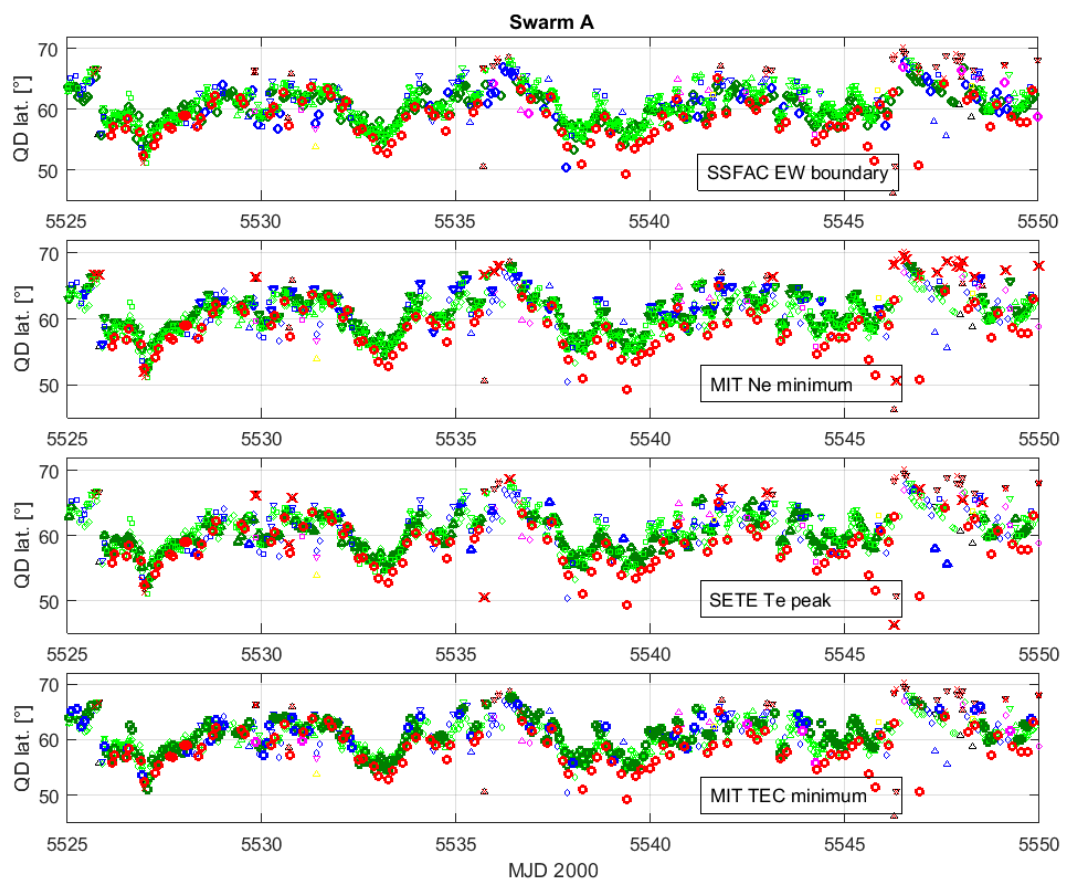 Swarm A
70
60
50
QD lat. [°]
SSFAC EW boundary
5525 5530 5535 5540 5545 5550
70
60
50
QD lat. [°]
MIT Ne minimum
5525 5530 5535 5540 5545 5550
70
60
50
QD lat. [°]
SETE Te peak
5525 5530 5535 5540 5545 5550
70
60
50
QD lat. [°]
MIT TEC minimum
5525 5530 5535 5540 5545 5550
MJD 2000